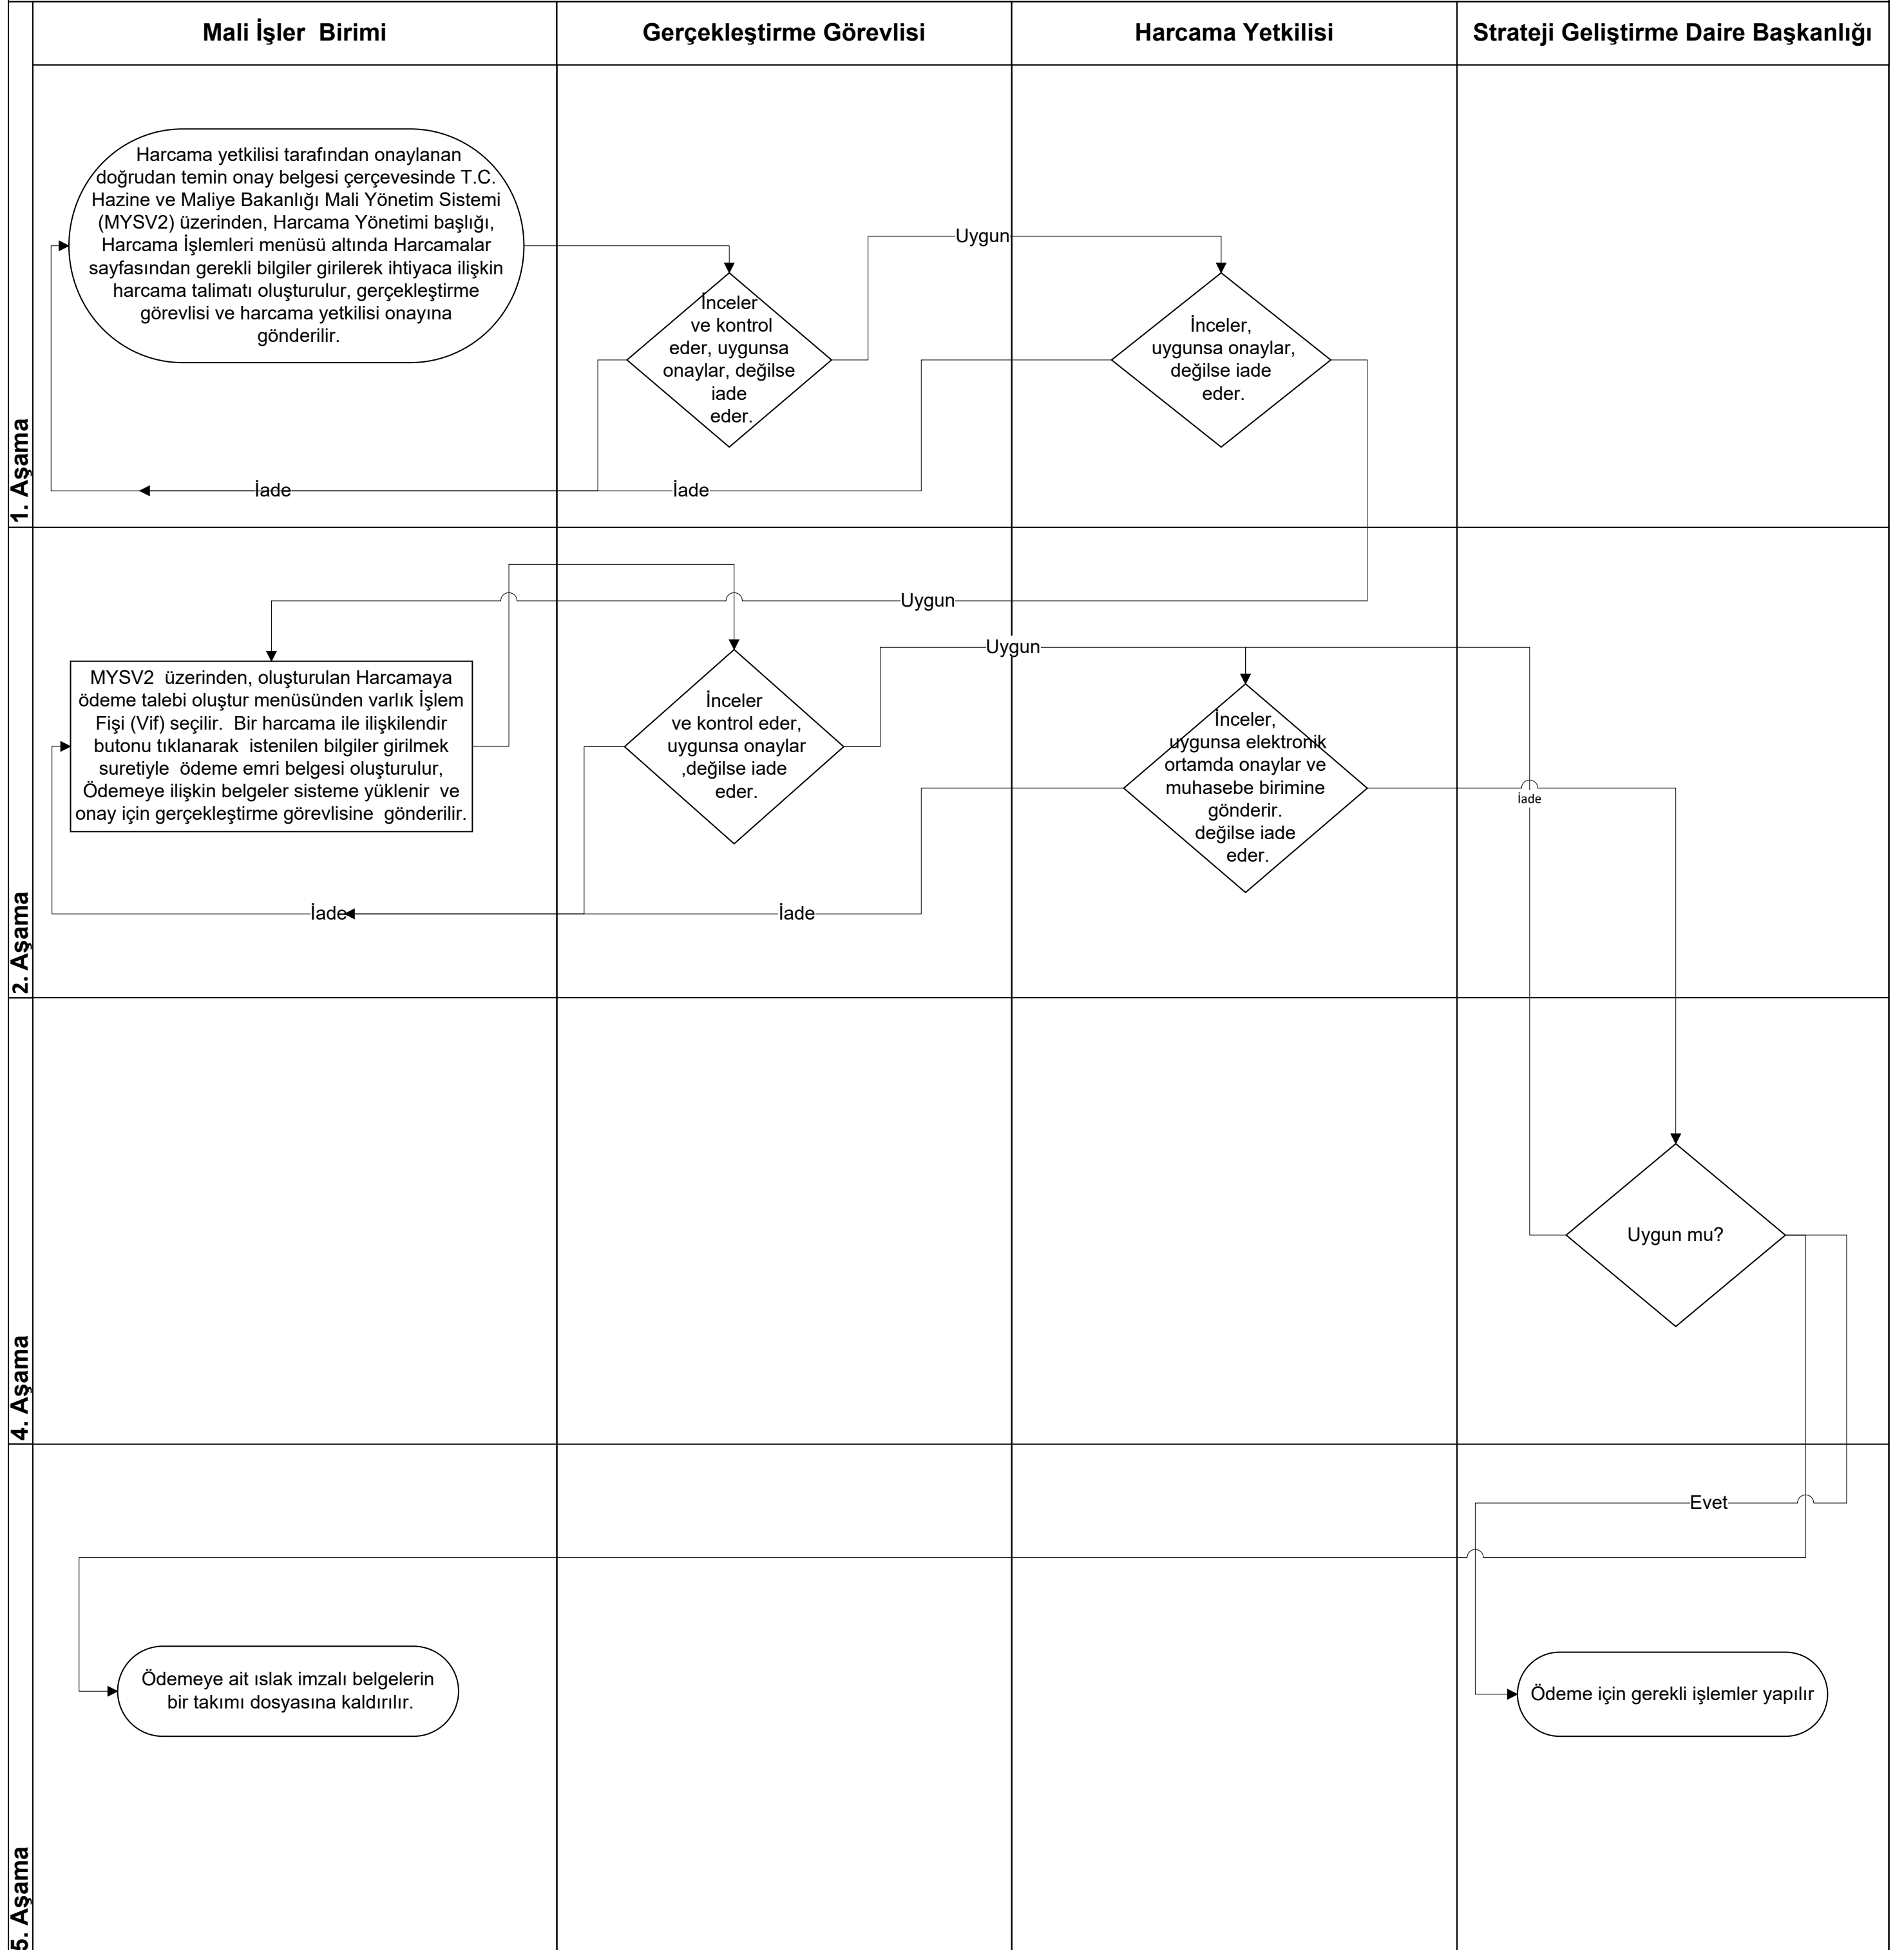 Mali İşler  Birimi
Gerçekleştirme Görevlisi
Harcama Yetkilisi
Strateji Geliştirme Daire Başkanlığı
1. Aşama
Harcama yetkilisi tarafından onaylanan
doğrudan temin onay belgesi çerçevesinde T.C.
Hazine ve Maliye Bakanlığı Mali Yönetim Sistemi
(MYSV2) üzerinden, Harcama Yönetimi başlığı,
Harcama İşlemleri menüsü altında Harcamalar
sayfasından gerekli bilgiler girilerek ihtiyaca ilişkin
harcama talimatı oluşturulur, gerçekleştirme
görevlisi ve harcama yetkilisi onayına
gönderilir.
İnceler
ve kontrol
eder, uygunsa
onaylar, değilse
iade
eder.
Uygun
İnceler,
uygunsa onaylar,
değilse iade
eder.
İade
İade
2. Aşama
Uygun
MYSV2  üzerinden, oluşturulan Harcamaya
ödeme talebi oluştur menüsünden varlık İşlem
Fişi (Vif) seçilir.  Bir harcama ile ilişkilendir
butonu tıklanarak  istenilen bilgiler girilmek
suretiyle  ödeme emri belgesi oluşturulur,
Ödemeye ilişkin belgeler sisteme yüklenir  ve
onay için gerçekleştirme görevlisine  gönderilir.
İnceler
ve kontrol eder,
uygunsa onaylar
,değilse iade
eder.
Uygun
İnceler,
uygunsa elektronik
ortamda onaylar ve
muhasebe birimine
gönderir.
değilse iade
eder.
İade
İade
İade
4. Aşama
Uygun mu?
5. Aşama
Evet
Ödemeye ait ıslak imzalı belgelerin
bir takımı dosyasına kaldırılır.
Ödeme için gerekli işlemler yapılır